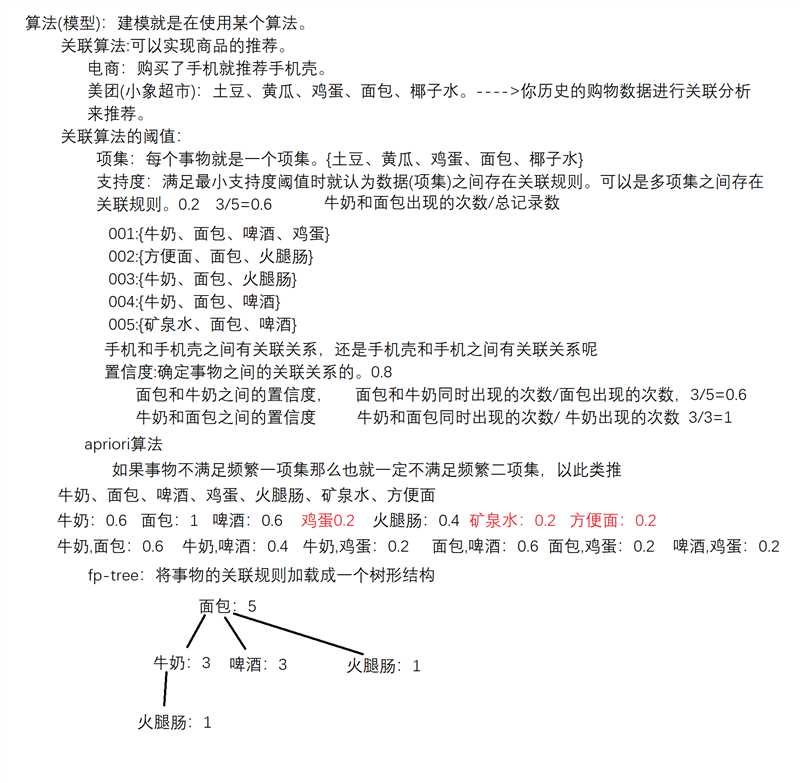 算法(模型)：建模就是在使用某个算法。
关联算法:可以实现商品的推荐。
电商：购买了手机就推荐手机壳。
美团(小象超市)：土豆、黄瓜、鸡蛋、面包、椰子水。---->你历史的购物数据进行关联分析
来推荐。
关联算法的阈值：
项集：每个事物就是一个项集。{土豆、黄瓜、鸡蛋、面包、椰子水}
支持度：满足最小支持度阈值时就认为数据(项集)之间存在关联规则。可以是多项集之间存在
关联规则。0.2 3/5=0.6 牛奶和面包出现的次数/总记录数
001:{牛奶、面包、啤酒、鸡蛋}
002:{方便面、面包、火腿肠}
003:{牛奶、面包、火腿肠}
004:{牛奶、面包、啤酒}
005:{矿泉水、面包、啤酒}
手机和手机壳之间有关联关系，还是手机壳和手机之间有关联关系呢
置信度:确定事物之间的关联关系的。0.8
面包和牛奶之间的置信度， 面包和牛奶同时出现的次数/面包出现的次数，3/5=0.6
牛奶和面包之间的置信度 牛奶和面包同时出现的次数/ 牛奶出现的次数 3/3=1
apriori算法
如果事物不满足频繁一项集那么也就一定不满足频繁二项集，以此类推
牛奶、面包、啤酒、鸡蛋、火腿肠、矿泉水、方便面
牛奶：0.6 面包：1 啤酒：0.6 鸡蛋0.2 火腿肠：0.4 矿泉水：0.2 方便面：0.2
牛奶,面包：0.6 牛奶,啤酒：0.4 牛奶,鸡蛋：0.2 面包,啤酒：0.6 面包,鸡蛋：0.2 啤酒,鸡蛋：0.2
fp-tree：将事物的关联规则加载成一个树形结构
面包：5
牛奶：3 啤酒：3 火腿肠：1
火腿肠：1